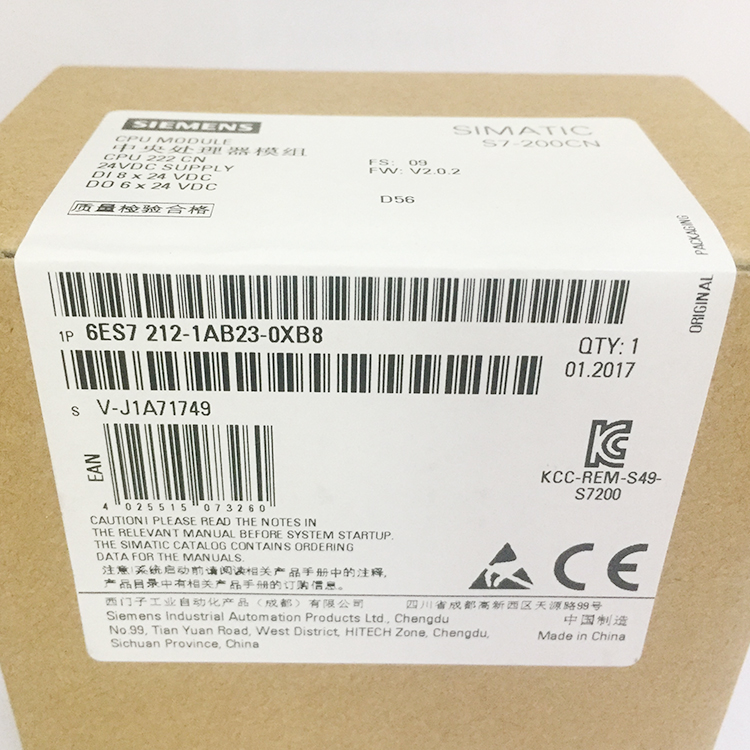 SIEMENS
SIMATIC
S7-200CN
CPU MODULE
中央处理器模组
CPU 222 CN
24VDC SUPPLY
DI 8 x 24 VDC
DO 6 x 24 VDC
FS: 09
FW: V2.0.2
D56
质量检验合格
ORIGINAL PACKAGING
1P 6ES7 212-1AB23-0XB8
QTY: 1
01.2017
S V-J1A71749
EAN
4 025515 073260
KCC-REM-S49-
S7200
CAUTION! PLEASE READ THE NOTES IN
THE RELEVANT MANUAL BEFORE SYSTEM STARTUP.
THE SIMATIC CATALOG CONTAINS ORDERING
DATA FOR THE MANUALS.
注意!系统启动前请阅读相关产品手册中的注释,
产品目录中有相关产品手册的订购信息。
CE
西门子工业自动化产品(成都)有限公司 四川省成都高新西区天源路99号
Siemens Industrial Automation Products Ltd., Chengdu
中国制造
No.99, Tian Yuan Road, West District, HITECH Zone, Chengdu,
Made in China
Sichuan Province, China